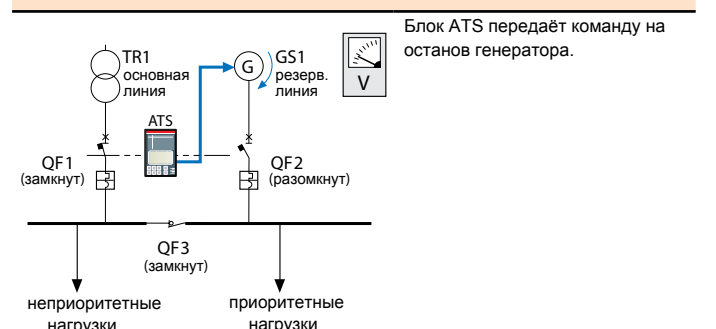 Блок ATS передаёт команду на
останов генератора.
TR1
основная
линия
G
GS1
резерв.
линия
V
ATS
QF1
(замкнут)
QF2
(разомкнут)
QF3
(замкнут)
неприоритетные
нагрузки
приоритетные
нагрузки